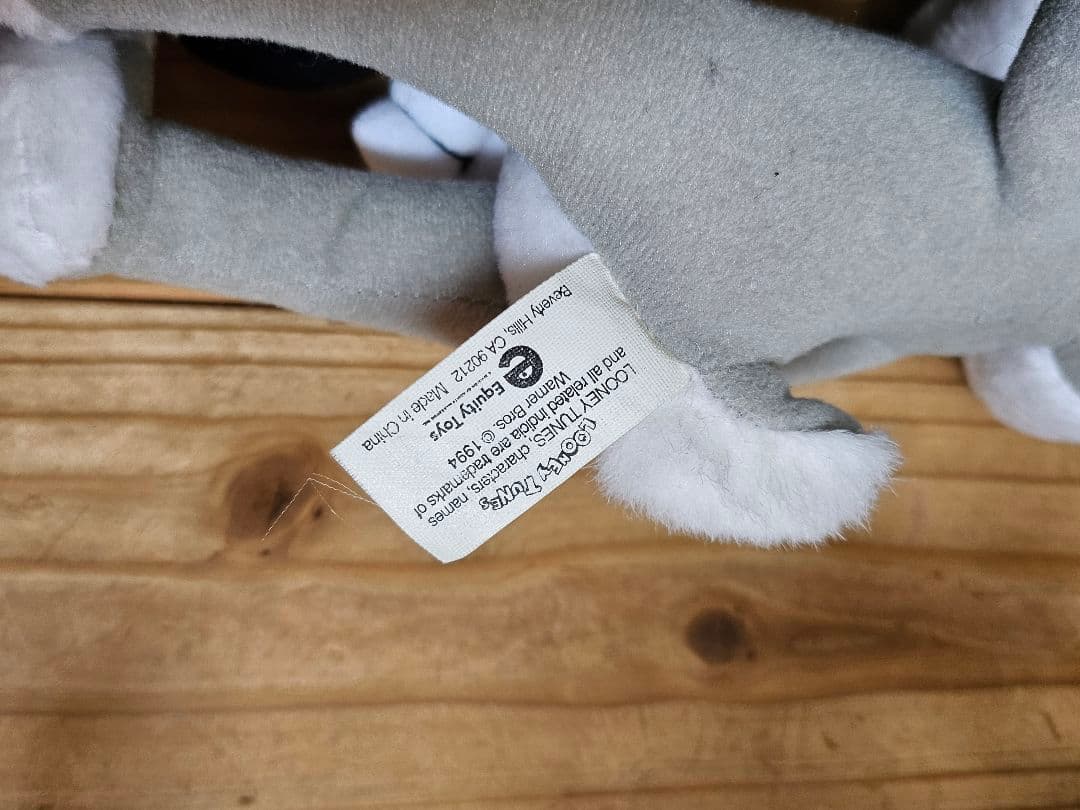 LOONEY TUNES
LOONEY TUNES, characters, names
and all related indicia are trademarks of
Warner Bros. © 1994
e
Equity Toys
Beverly Hills, CA 90212 Made in China